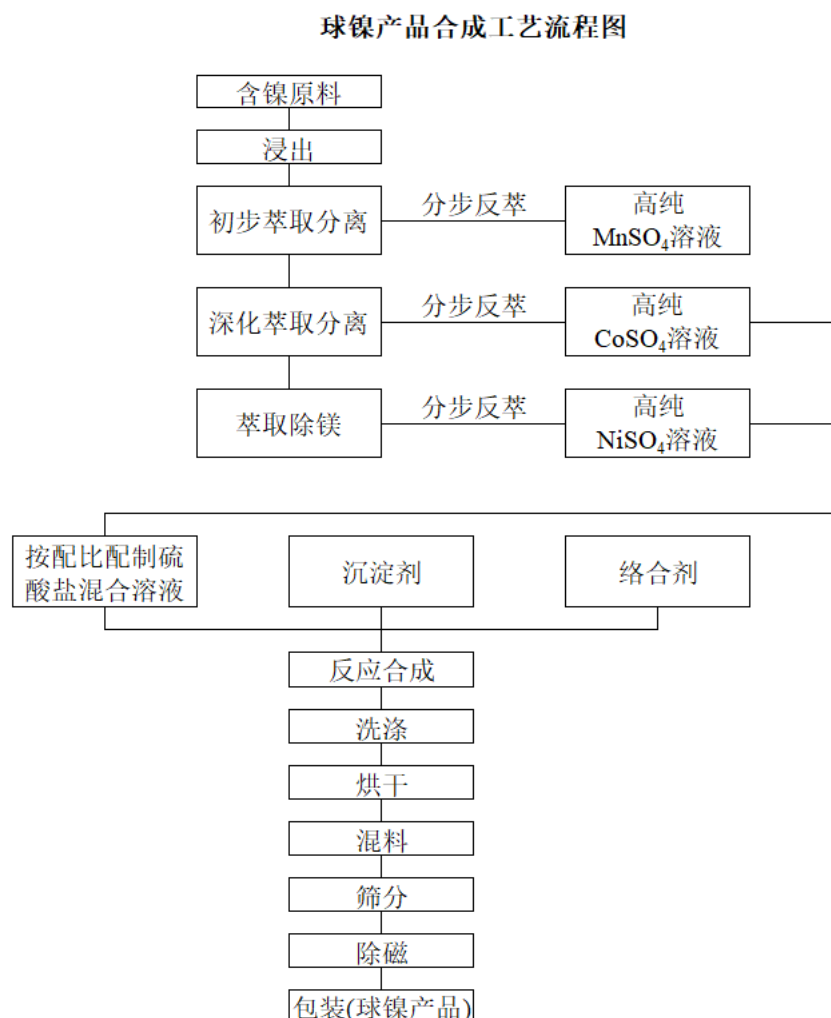 球镍产品合成工艺流程图
含镍原料
浸出
初步萃取分离
分步反萃
高纯
MnSO₄溶液
深化萃取分离
分步反萃
高纯
CoSO₄溶液
萃取除镁
分步反萃
高纯
NiSO₄溶液
按配比配制硫
酸盐混合溶液
沉淀剂
络合剂
反应合成
洗涤
烘干
混料
筛分
除磁
包装(球镍产品)